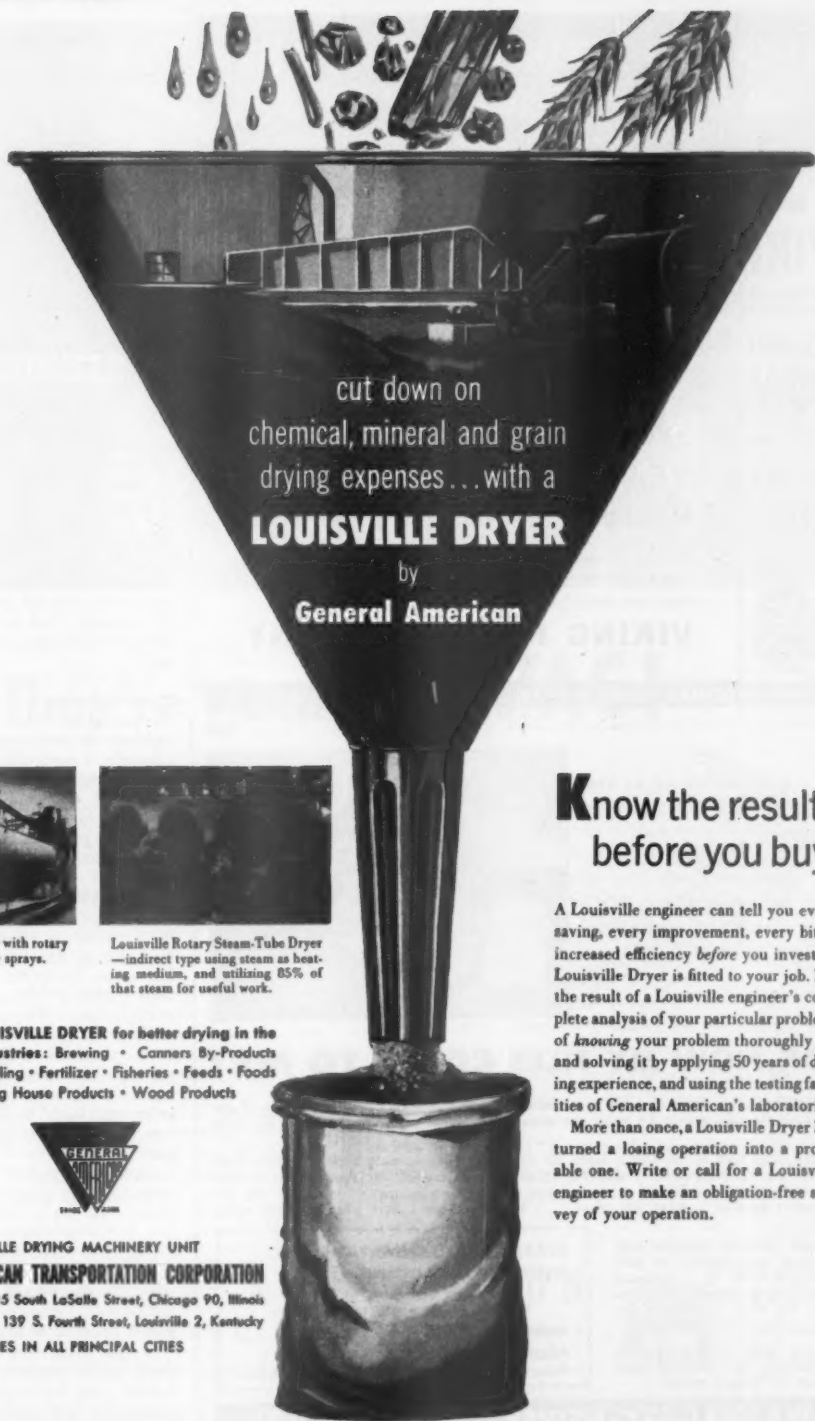 cut down on
chemical, mineral and grain
drying expenses...with a
LOUISVILLE DRYER
by
General American
with rotary
sprays.
Louisville Rotary Steam-Tube Dryer
—indirect type using steam as heat-
ing medium, and utilizing 85% of
that steam for useful work.
ISVILLE DRYER for better drying in the
ustries: Brewing • Canners By-Products
ling • Fertilizer • Fisheries • Feeds • Foods
g House Products • Wood Products
GENERAL
AMERICAN
TRADE MARK
LLE DRYING MACHINERY UNIT
CAN TRANSPORTATION CORPORATION
5 South LaSalle Street, Chicago 90, Illinois
139 S. Fourth Street, Louisville 2, Kentucky
ES IN ALL PRINCIPAL CITIES
Know the result
before you buy
A Louisville engineer can tell you ev
saving, every improvement, every bi
increased efficiency before you invest
Louisville Dryer is fitted to your job.
the result of a Louisville engineer's co
plete analysis of your particular proble
of knowing your problem thoroughly
and solving it by applying 50 years of d
ing experience, and using the testing fa
ities of General American's laborator
More than once, a Louisville Dryer
turned a losing operation into a pro
able one. Write or call for a Louisv
engineer to make an obligation-free s
vey of your operation.